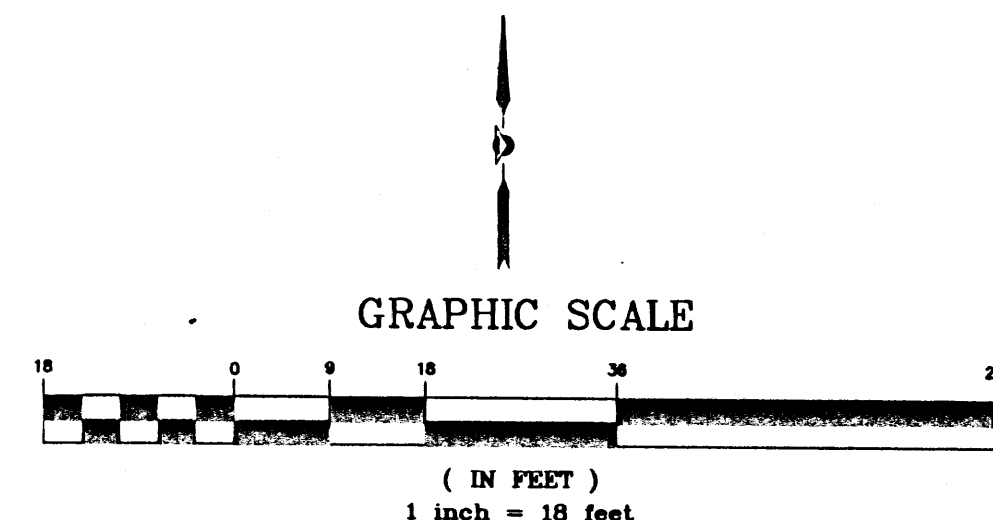 GRAPHIC SCALE
18 0 9 18 36
( IN FEET )
1 inch = 18 feet